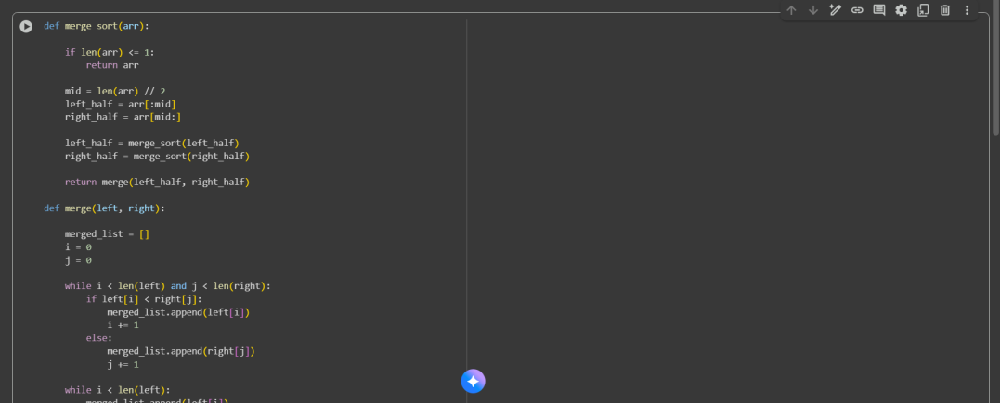 def merge_sort(arr):
    if len(arr) <= 1:
        return arr
    mid = len(arr) // 2
    left_half = arr[:mid]
    right_half = arr[mid:]
    left_half = merge_sort(left_half)
    right_half = merge_sort(right_half)
    return merge(left_half, right_half)
def merge(left, right):
    merged_list = []
    i = 0
    j = 0
    while i < len(left) and j < len(right):
        if left[i] < right[j]:
            merged_list.append(left[i])
            i += 1
        else:
            merged_list.append(right[j])
            j += 1
    while i < len(left):
        merged_list.append(left[i])